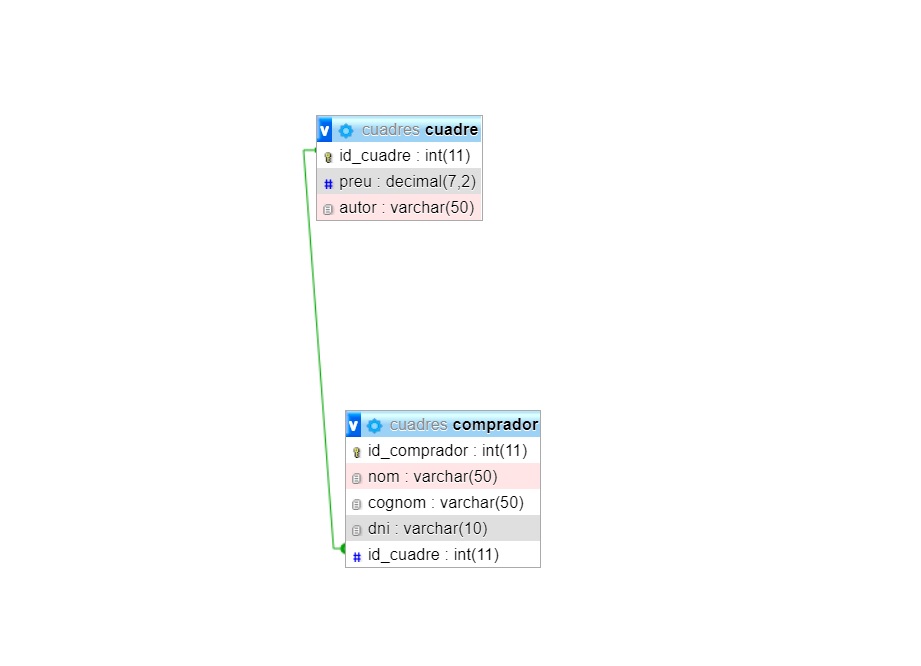 v cuadres cuadre
id_cuadre : int(11)
# preu : decimal(7,2)
autor : varchar(50)
v cuadres comprador
id_comprador : int(11)
nom : varchar(50)
cognom : varchar(50)
dni : varchar(10)
# id_cuadre : int(11)